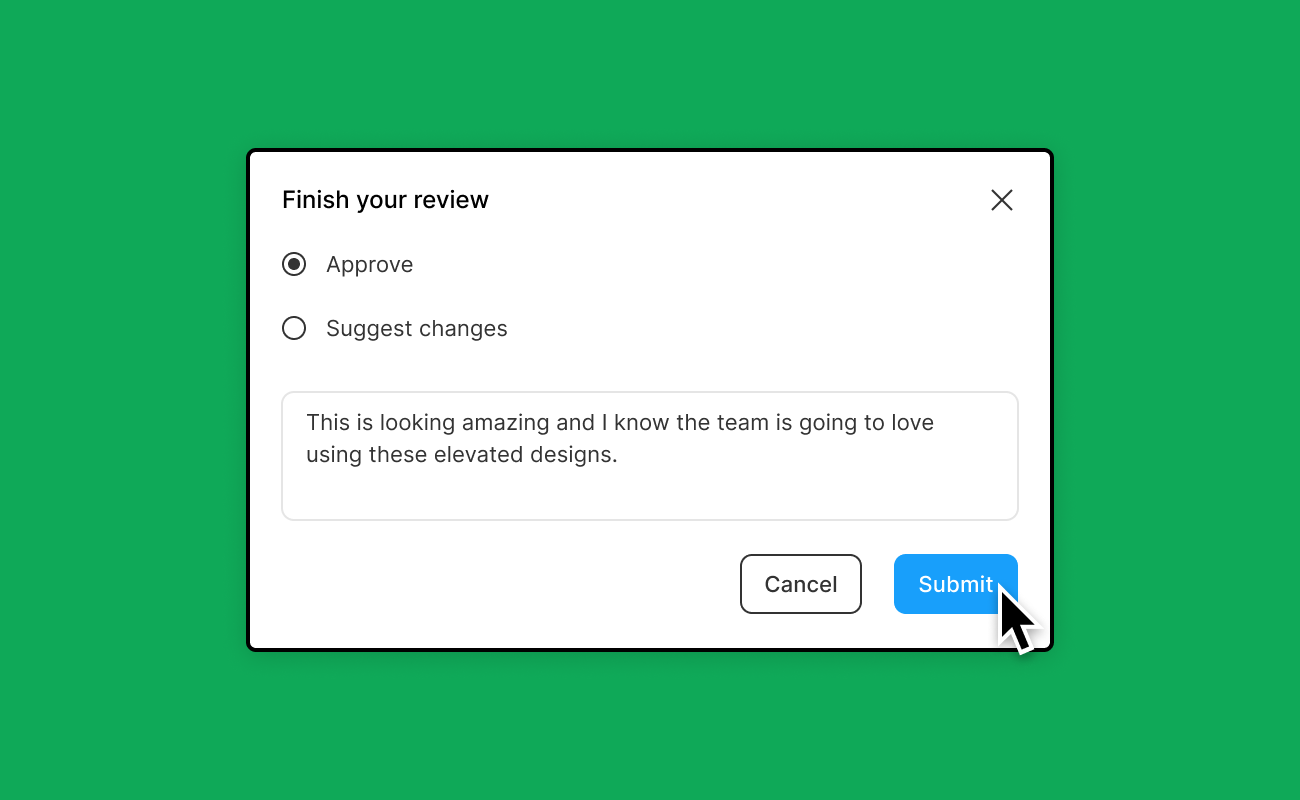 Finish your review
Approve
Suggest changes
This is looking amazing and I know the team is going to love
using these elevated designs.
Cancel
Submit